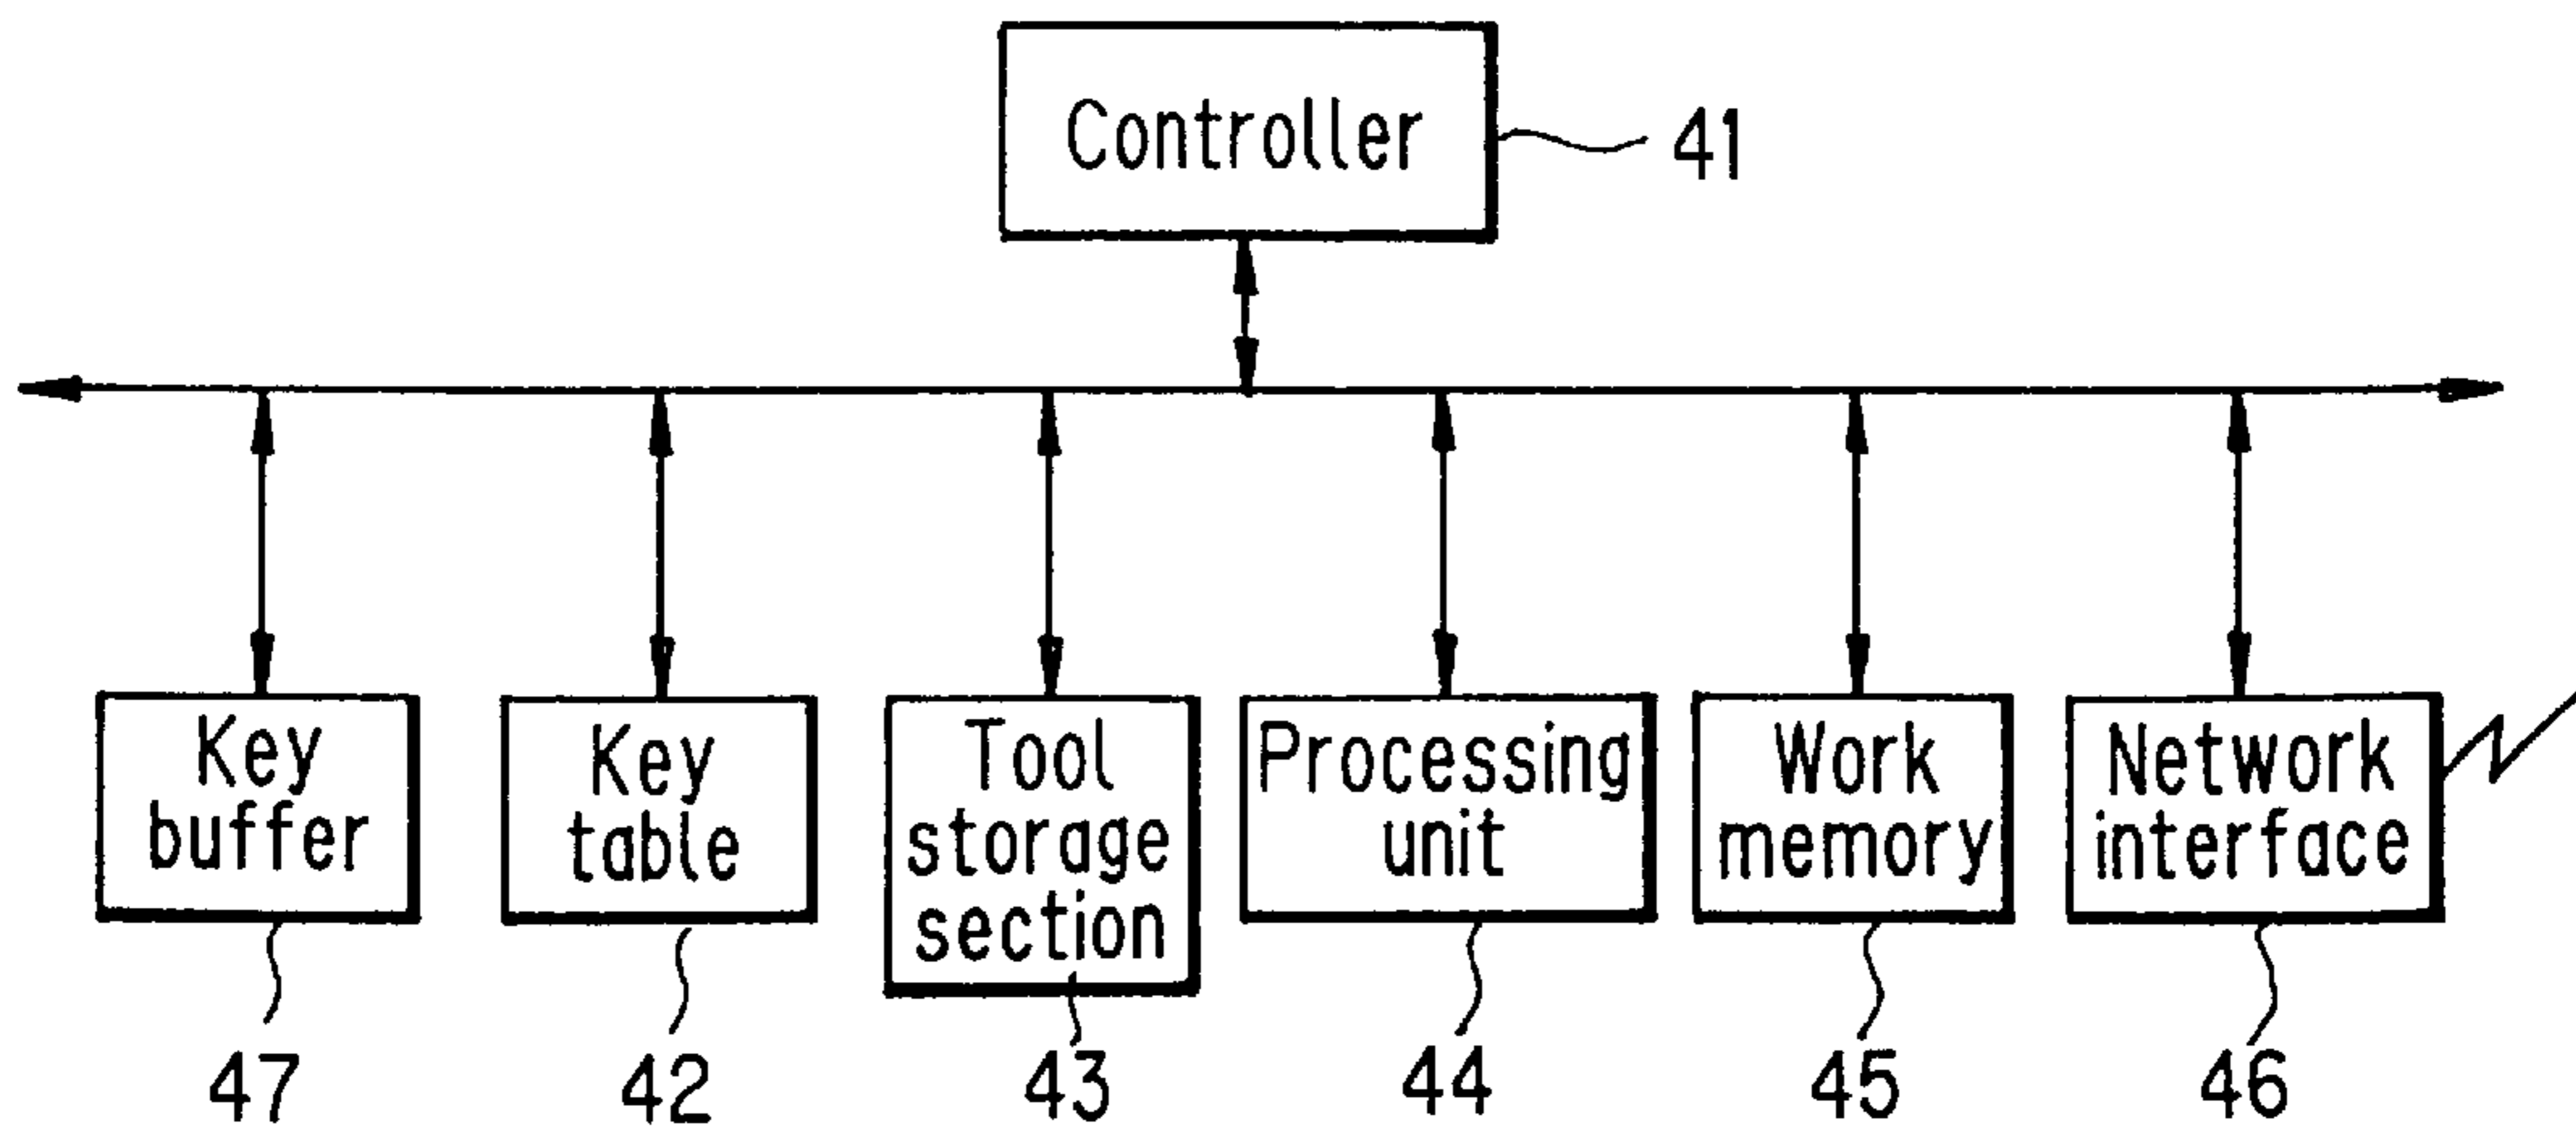 Controller
41
Key
buffer
Key
table
Tool
storage
section
Processing
unit
Work
memory
Network
interface
47
42
43
44
45
46